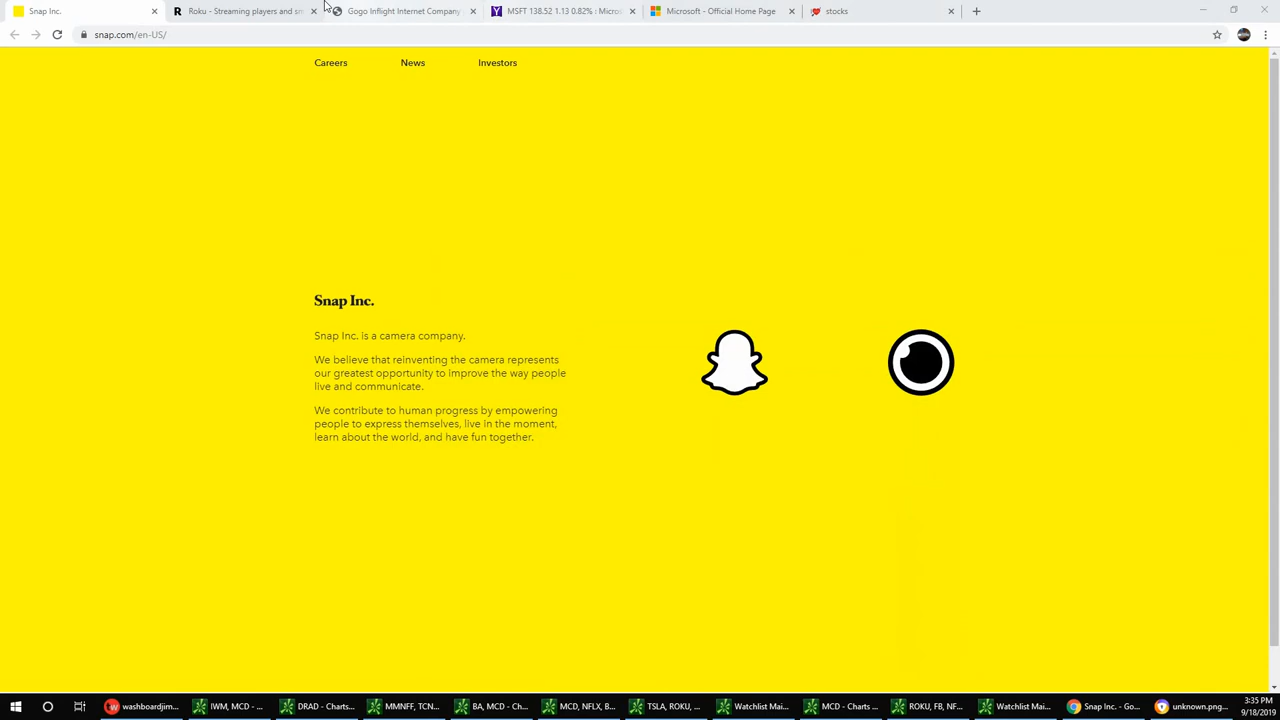 Snap Inc.
R Roku - Streaming players and sm
Gogo Inflight Internet Company
Y MSFT 138.52 1.13 0.82% : Micros
Microsoft - Official Home Page
stocks
snap.com/en-US/
Careers News Investors
Snap Inc.
Snap Inc. is a camera company.
We believe that reinventing the camera represents
our greatest opportunity to improve the way people
live and communicate.
We contribute to human progress by empowering
people to express themselves, live in the moment,
learn about the world, and have fun together.
washboardjim...
IWM, MCD - ...
DRAD - Charts...
MMNFF, TCN...
BA, MCD - Ch...
MCD, NFLX, B...
TSLA, ROKU, ...
Watchlist Mai...
MCD - Charts ...
ROKU, FB, NF...
Watchlist Mai...
Snap Inc. - Go...
unknown.png...
3:35 PM
9/18/2019